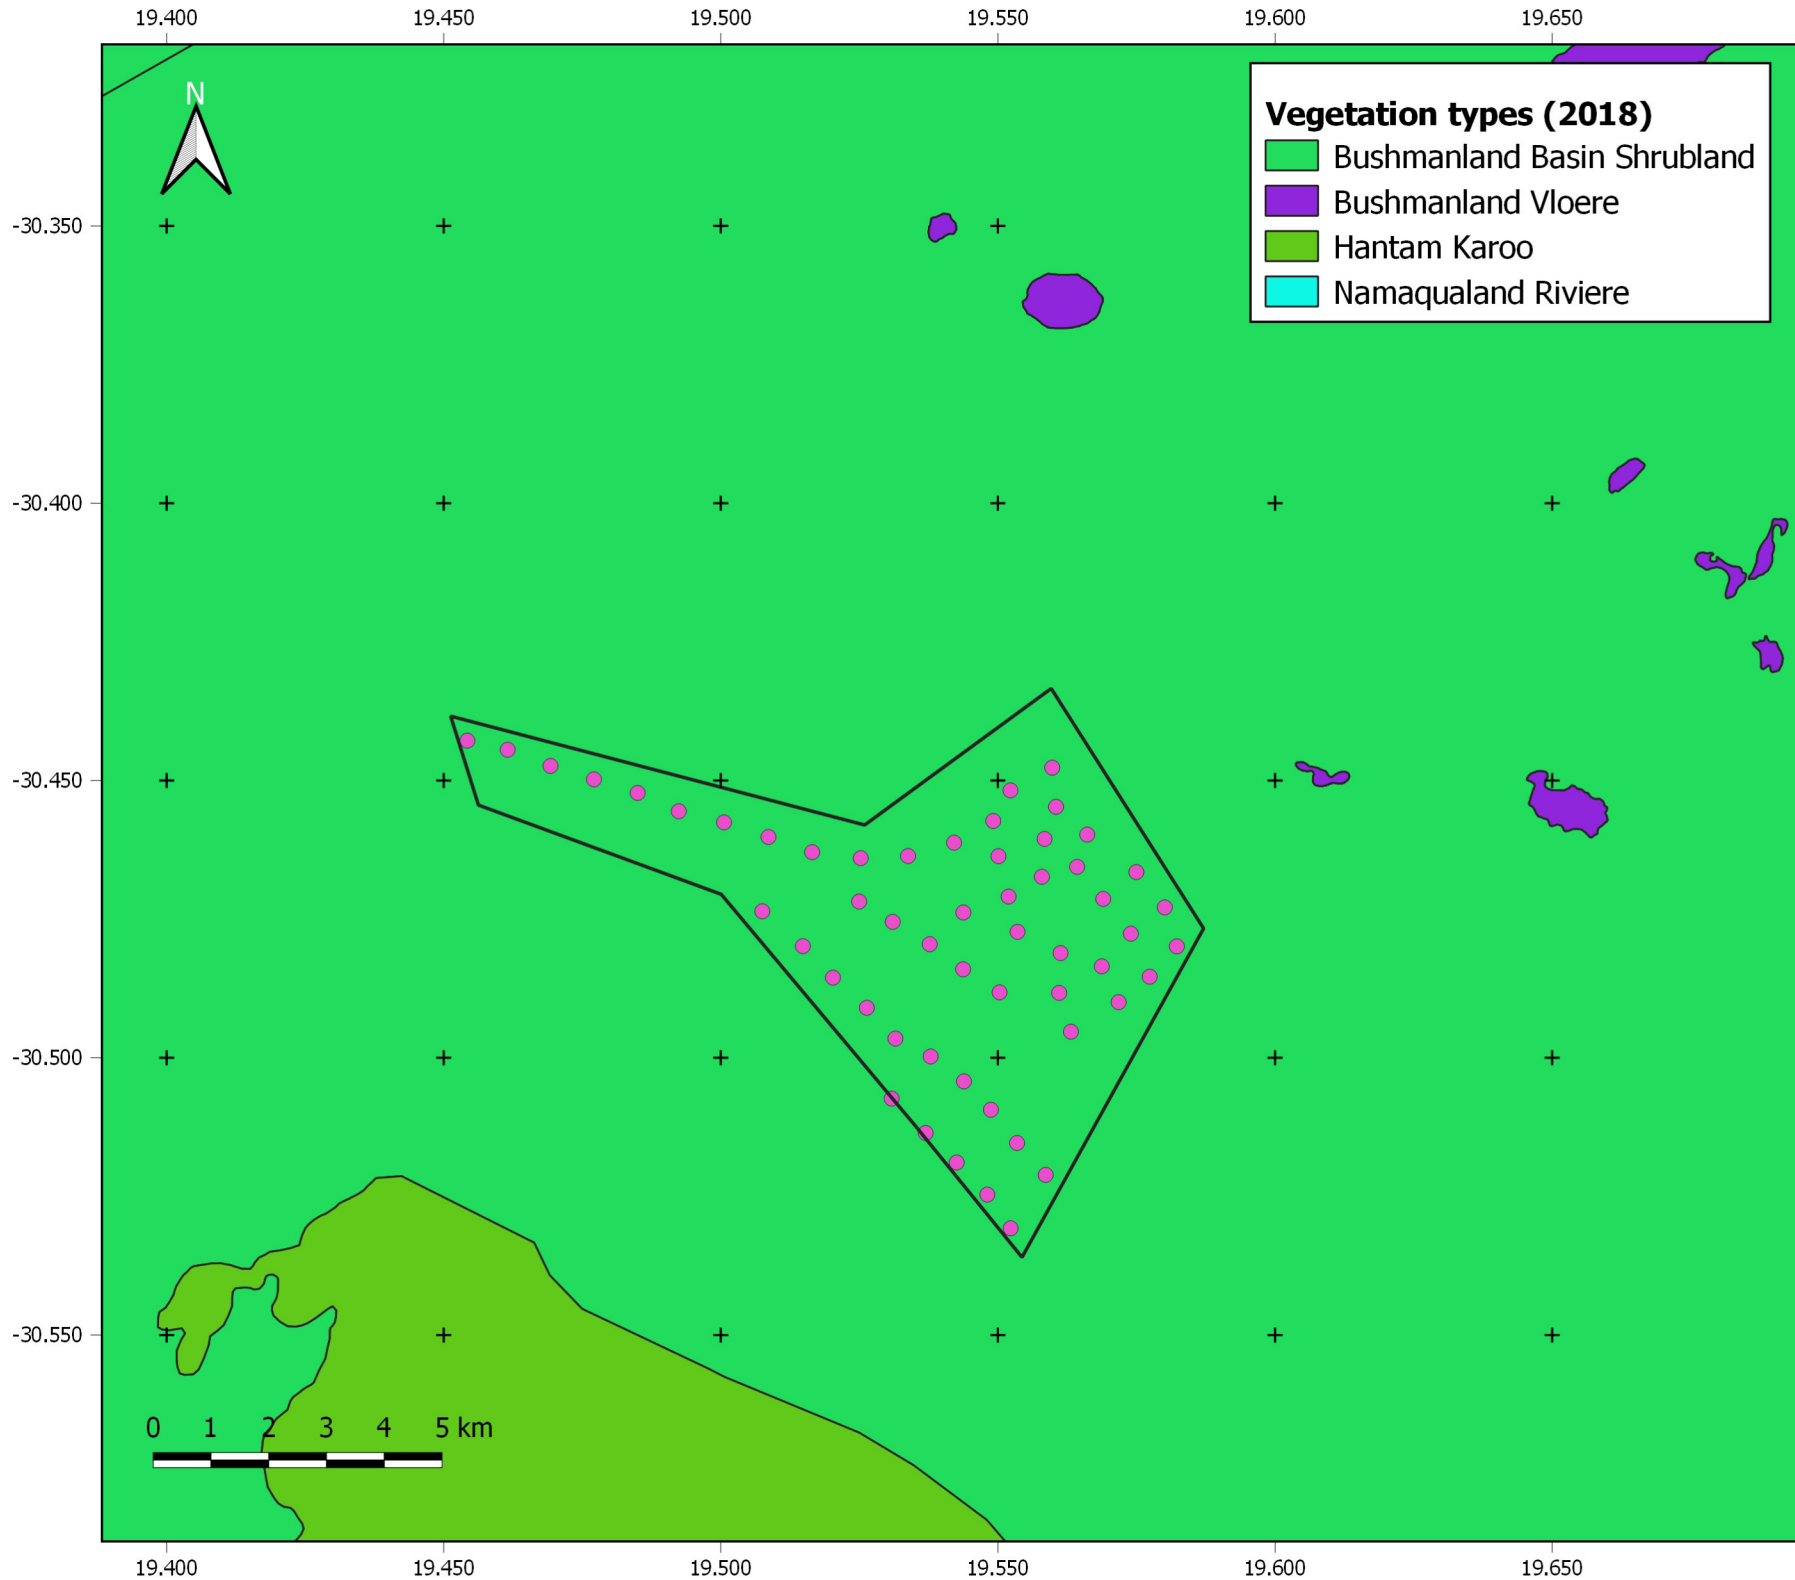 19.400 19.450 19.500 19.550 19.600 19.650
N
Vegetation types (2018)
Bushmanland Basin Shrubland
Bushmanland Vloere
Hantam Karoo
Namaqualand Riviere
-30.350
-30.400
-30.450
-30.500
-30.550
0 1 2 3 4 5 km
19.400 19.450 19.500 19.550 19.600 19.650